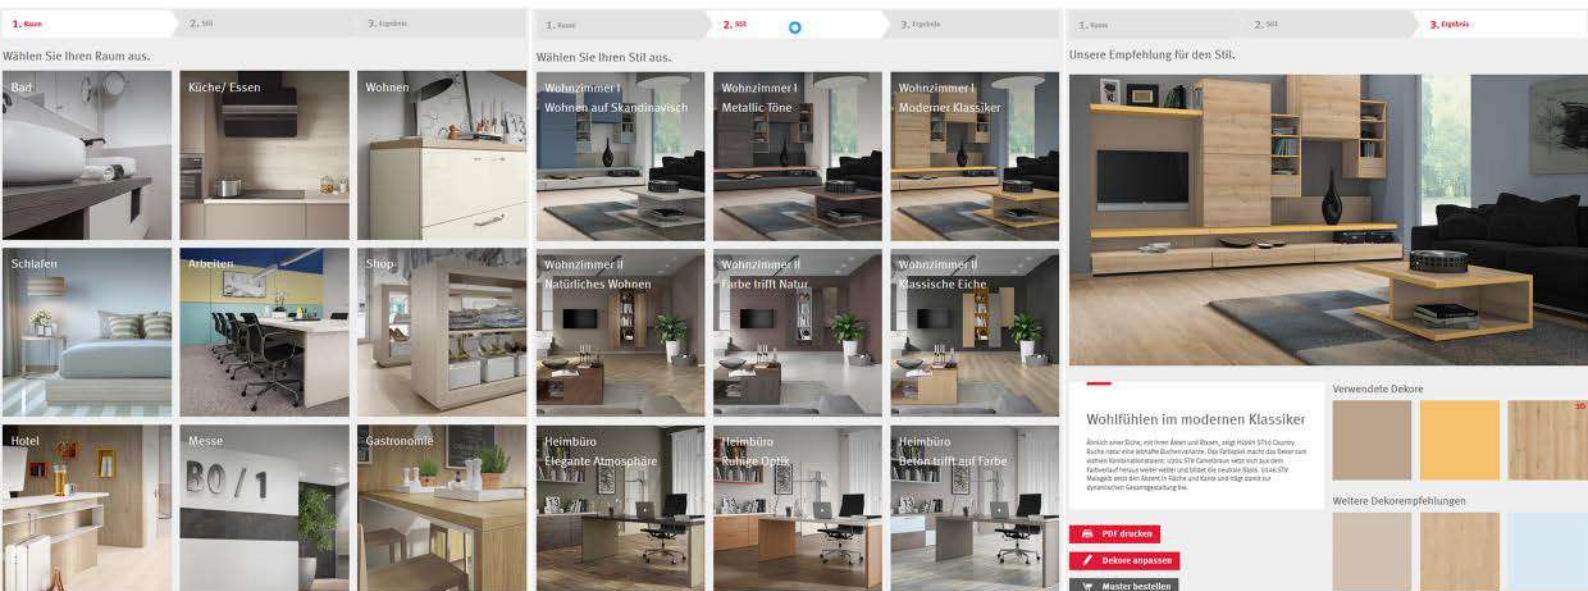 1. Raum
2. Stil
3. Ergebnis
Wählen Sie Ihren Raum aus.
Bad
Küche/ Essen
Wohnen
Schlafen
Arbeiten
Shop
Hotel
Messe
BO/1
Gastronomie
1. Raum
2. Stil
3. Ergebnis
Wählen Sie Ihren Stil aus.
Wohnzimmer I
Wohnen auf Skandinavisch
Wohnzimmer I
Metallic Töne
Wohnzimmer I
Moderner Klassiker
Wohnzimmer II
Natürliches Wohnen
Wohnzimmer II
Farbe trifft Natur
Wohnzimmer II
Klassische Eiche
Heimbüro
Elegante Atmosphäre
Heimbüro
Ruhige Optik
Heimbüro
Beton trifft auf Farbe
1. Raum
2. Stil
3. Ergebnis
Unsere Empfehlung für den Stil.
Wohlfühlen im modernen Klassiker
PDF drucken
Dekore anpassen
Muster bestellen
Verwendete Dekore
Weitere Dekorempfehlungen